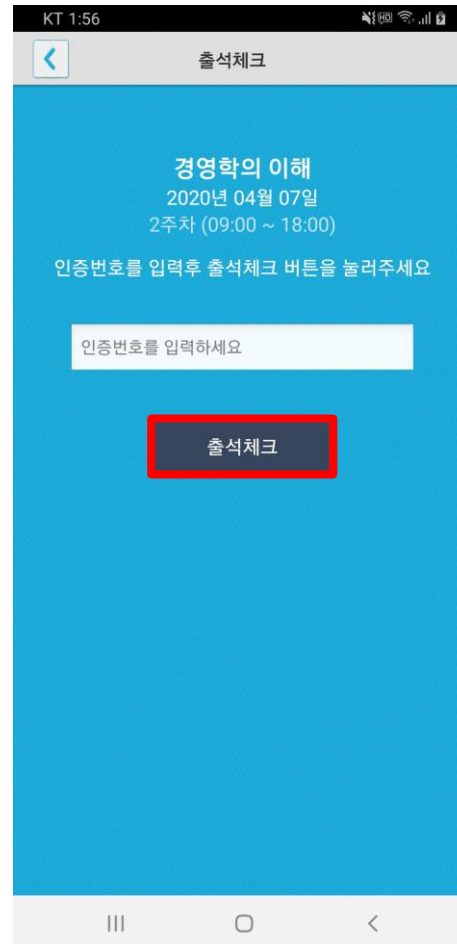 KT 1:56
출석체크
경영학의 이해
2020년 04월 07일
2주차 (09:00 ~ 18:00)
인증번호를 입력후 출석체크 버튼을 눌러주세요
인증번호를 입력하세요
출석체크